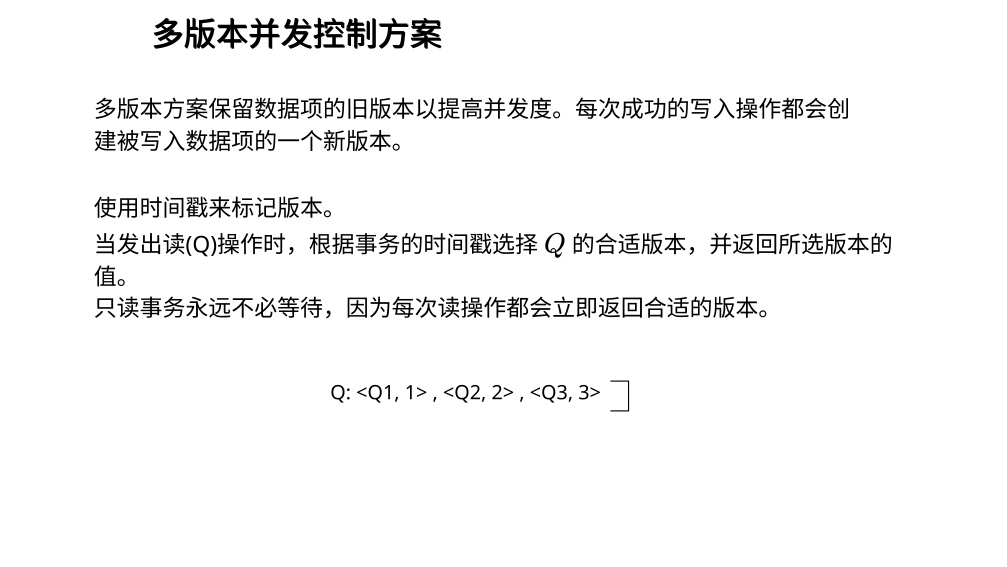 多版本并发控制方案
多版本方案保留数据项的旧版本以提高并发度。每次成功的写入操作都会创
建被写入数据项的一个新版本。
使用时间戳来标记版本。
当发出读(Q)操作时，根据事务的时间戳选择 Q 的合适版本，并返回所选版本的
值。
只读事务永远不必等待，因为每次读操作都会立即返回合适的版本。
Q: <Q1, 1> , <Q2, 2> , <Q3, 3>